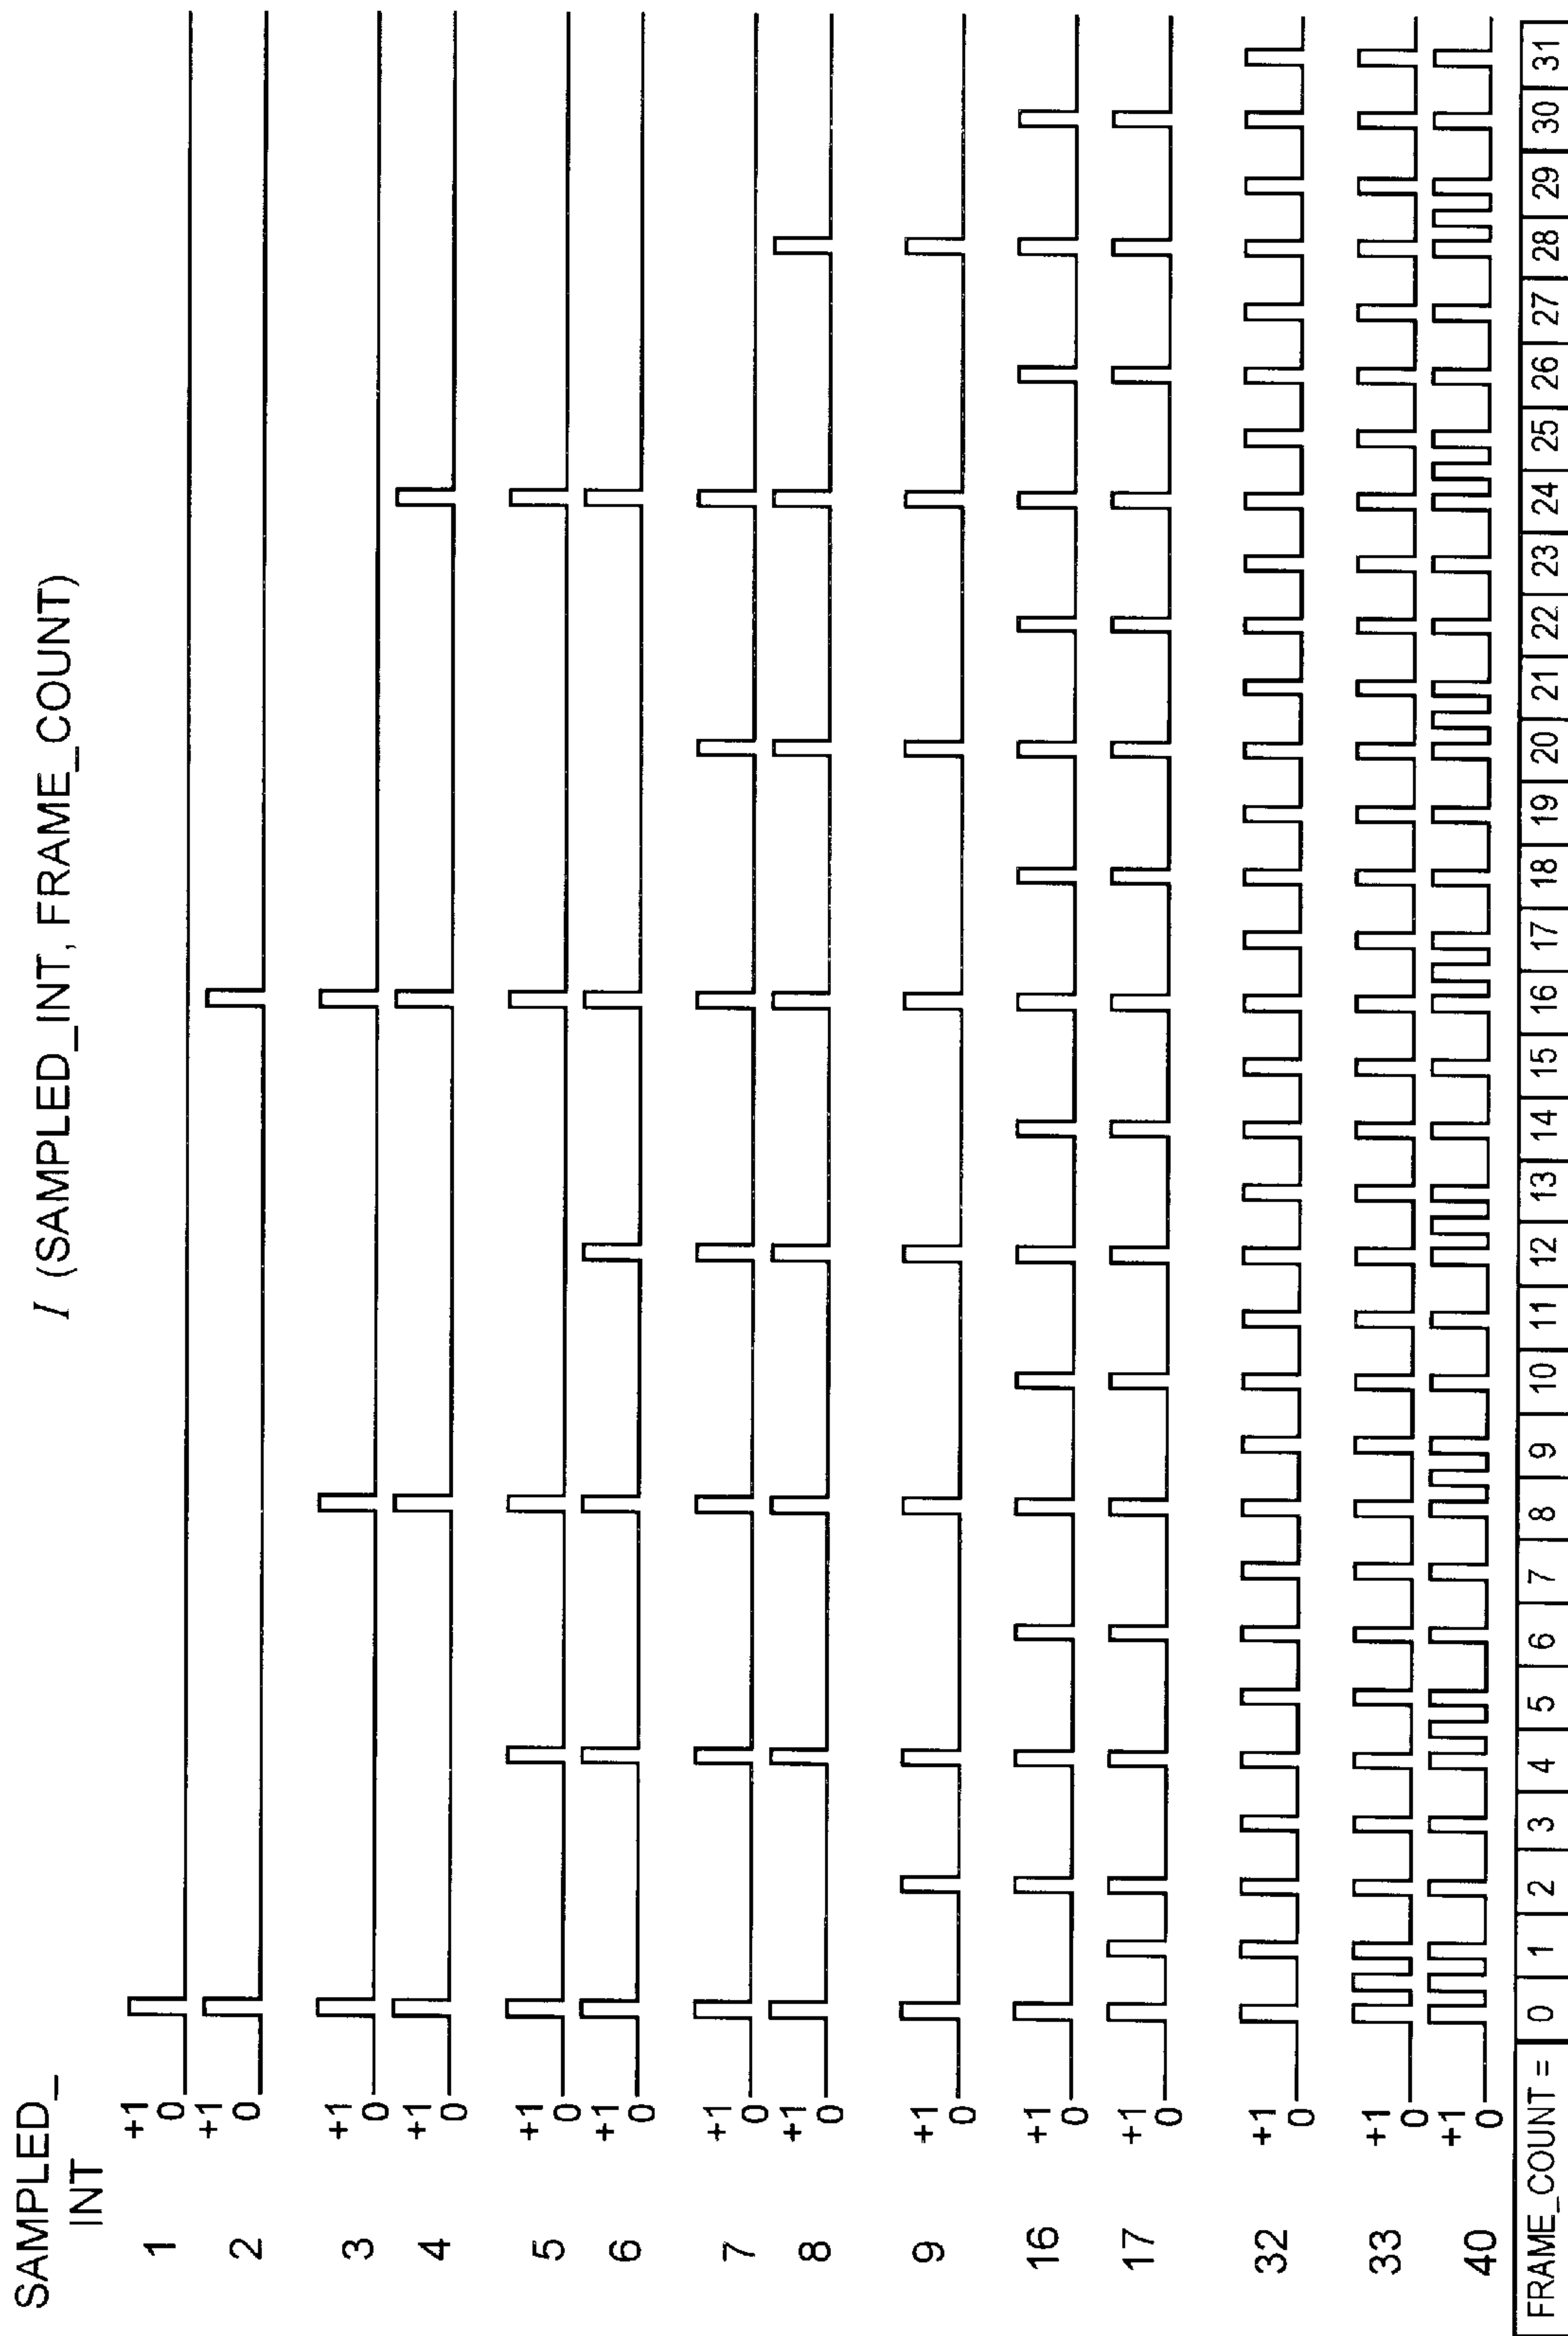 I (SAMPLED_INT, FRAME_COUNT)
SAMPLED_
INT
1 +1 0
2 +1 0
3 +1 0
4 +1 0
5 +1 0
6 +1 0
7 +1 0
8 +1 0
9 +1 0
16 +1 0
17 +1 0
32 +1 0
33 +1 0
40 +1 0
FRAME_COUNT = 0 1 2 3 4 5 6 7 8 9 10 11 12 13 14 15 16 17 18 19 20 21 22 23 24 25 26 27 28 29 30 31